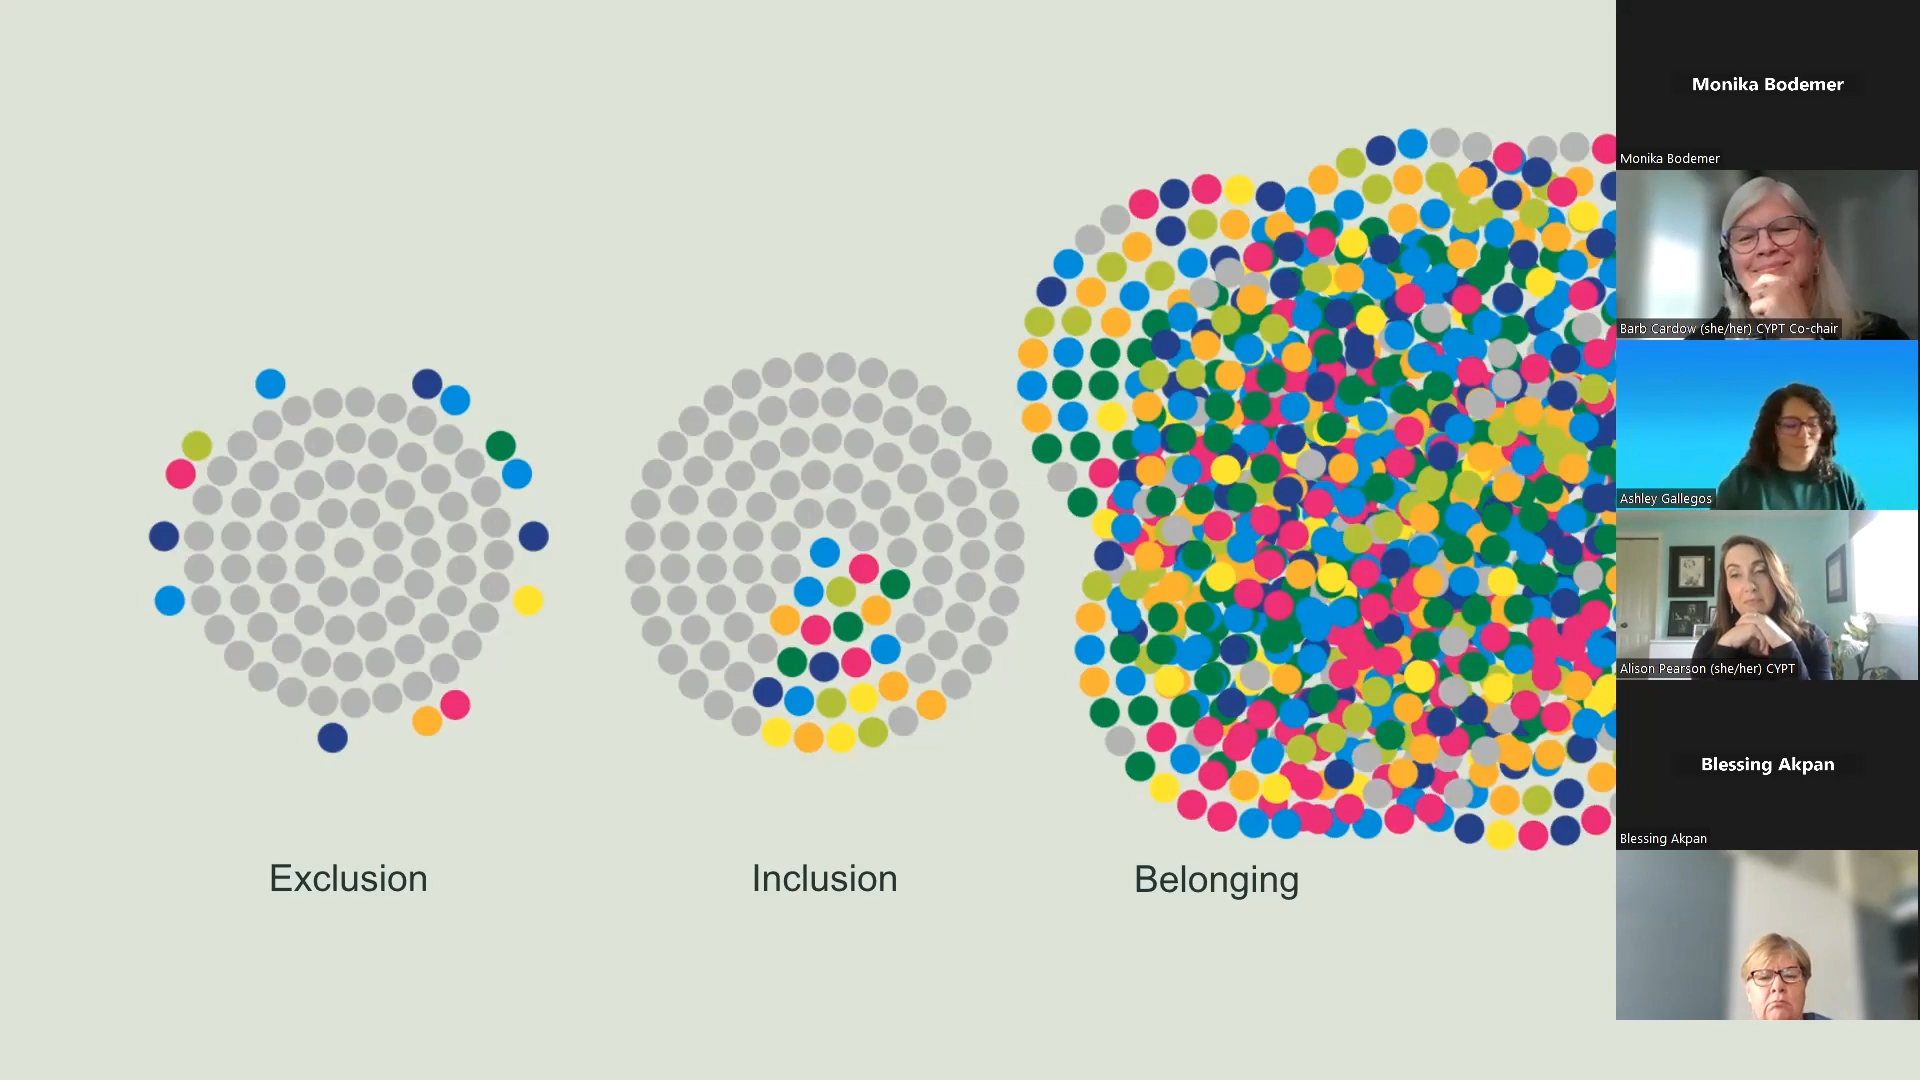 Exclusion
Inclusion
Belonging
Monika Bodemer
Monika Bodemer
Barb Cardow (she/her) CYPT Co-chair
Ashley Gallegos
Alison Pearson (she/her) CYPT
Blessing Akpan
Blessing Akpan